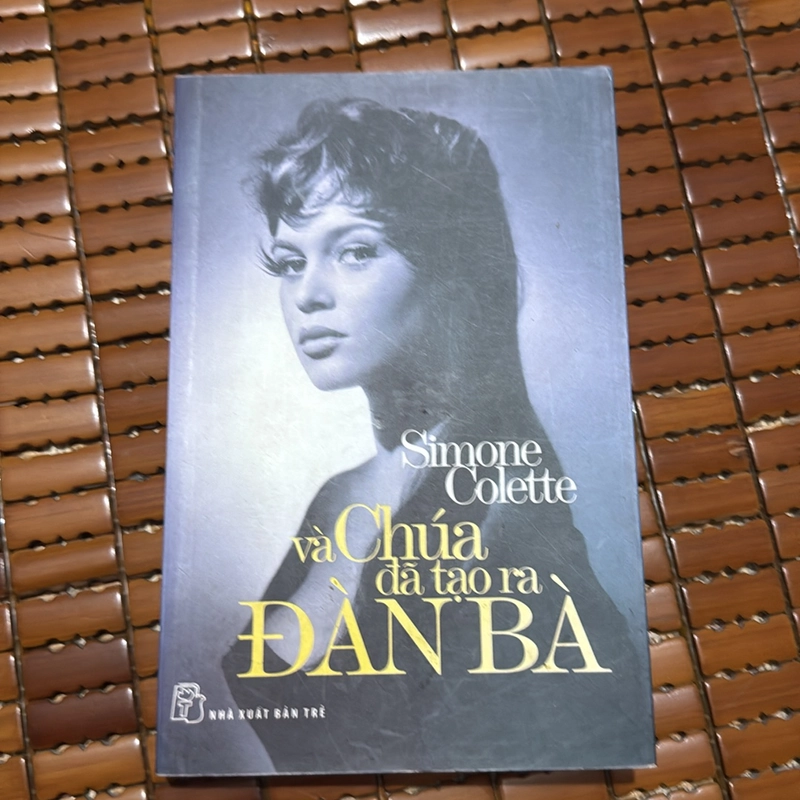 Simone
Colette
và Chúa
đã tạo ra
ĐÀN BÀ
NHÀ XUẤT BẢN TRẺ